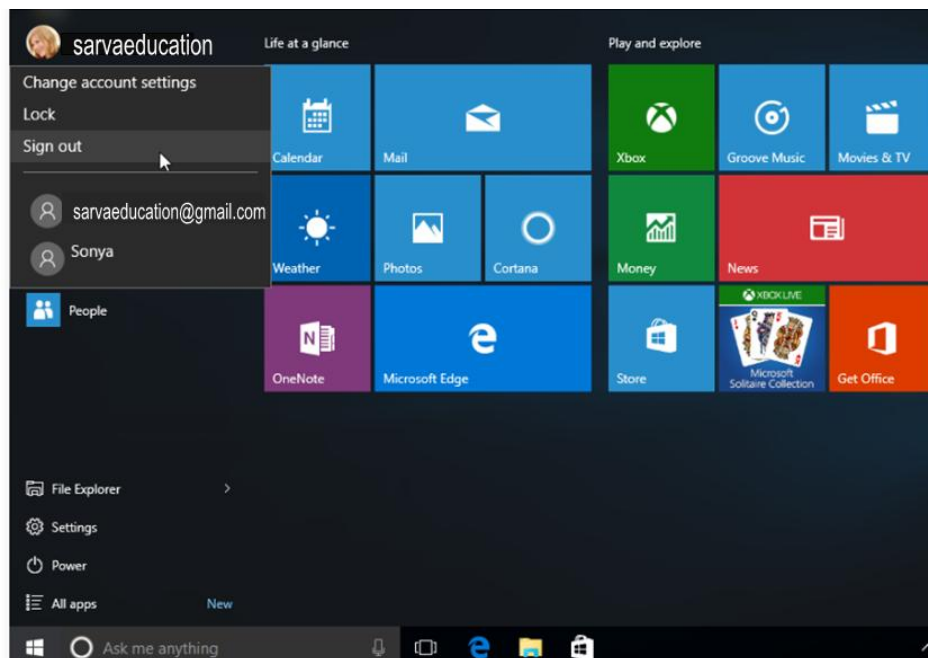 sarvaeducation
Life at a glance
Play and explore
Change account settings
Lock
Sign out
sarvaeducation@gmail.com
Sonya
People
Calendar
Mail
Xbox
Groove Music
Movies & TV
Weather
Photos
Cortana
Money
News
OneNote
N
Microsoft Edge
Store
XBOX LIVE
Microsoft
Solitaire Collection
Get Office
File Explorer
Settings
Power
All apps
New
Ask me anything